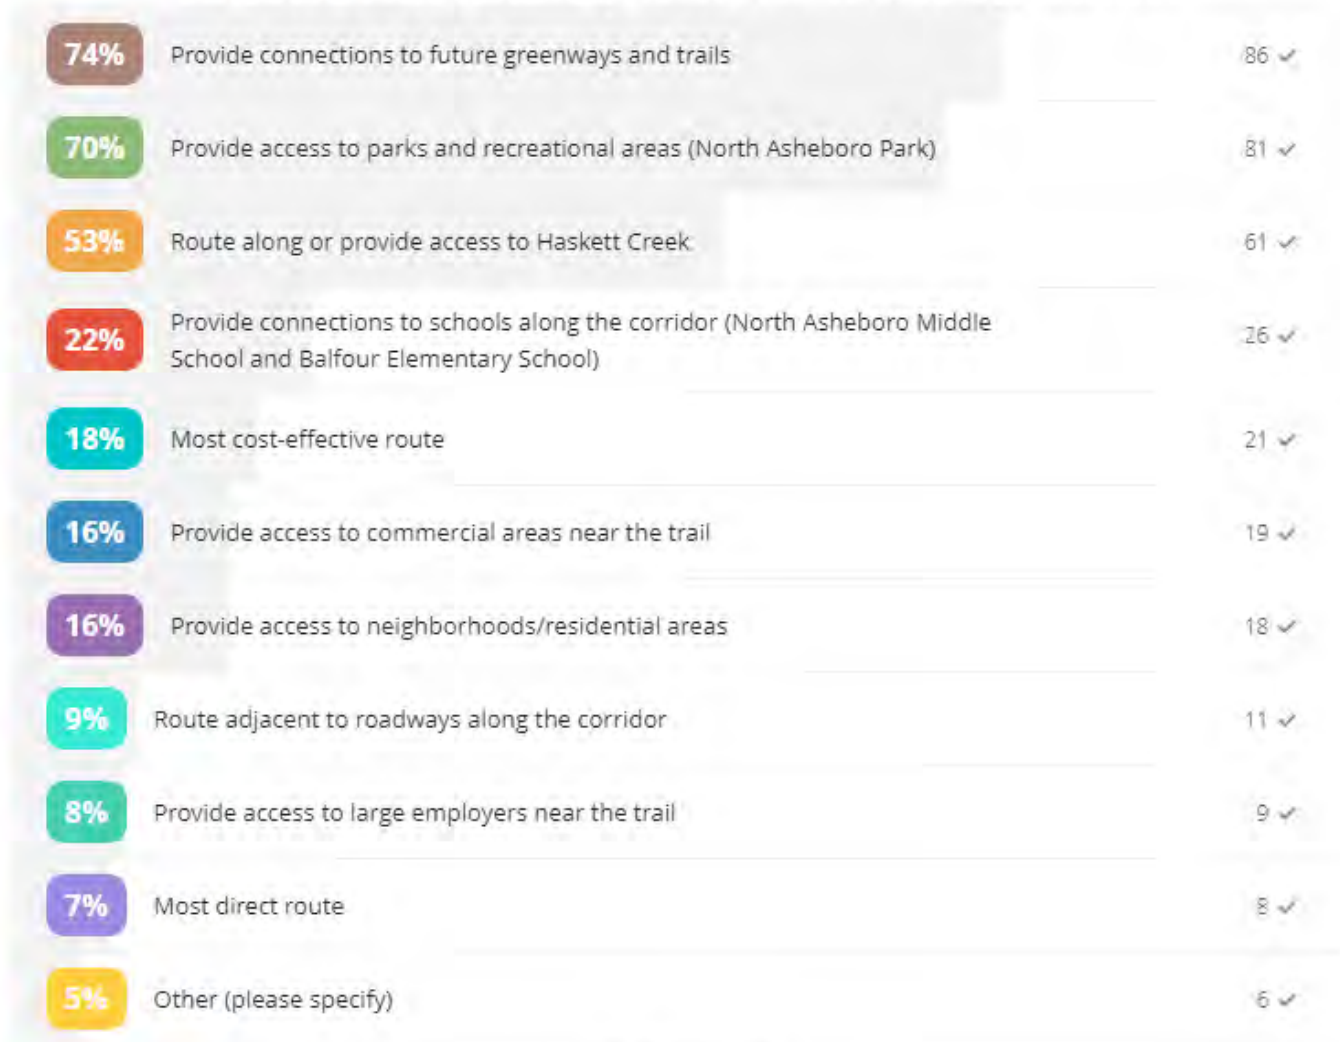 74% Provide connections to future greenways and trails 86 ✓
70% Provide access to parks and recreational areas (North Asheboro Park) 81 ✓
53% Route along or provide access to Haskett Creek 61 ✓
22% Provide connections to schools along the corridor (North Asheboro Middle 26 ✓
School and Balfour Elementary School)
18% Most cost-effective route 21 ✓
16% Provide access to commercial areas near the trail 19 ✓
16% Provide access to neighborhoods/residential areas 18 ✓
9% Route adjacent to roadways along the corridor 11 ✓
8% Provide access to large employers near the trail 9 ✓
7% Most direct route 8 ✓
5% Other (please specify) 6 ✓